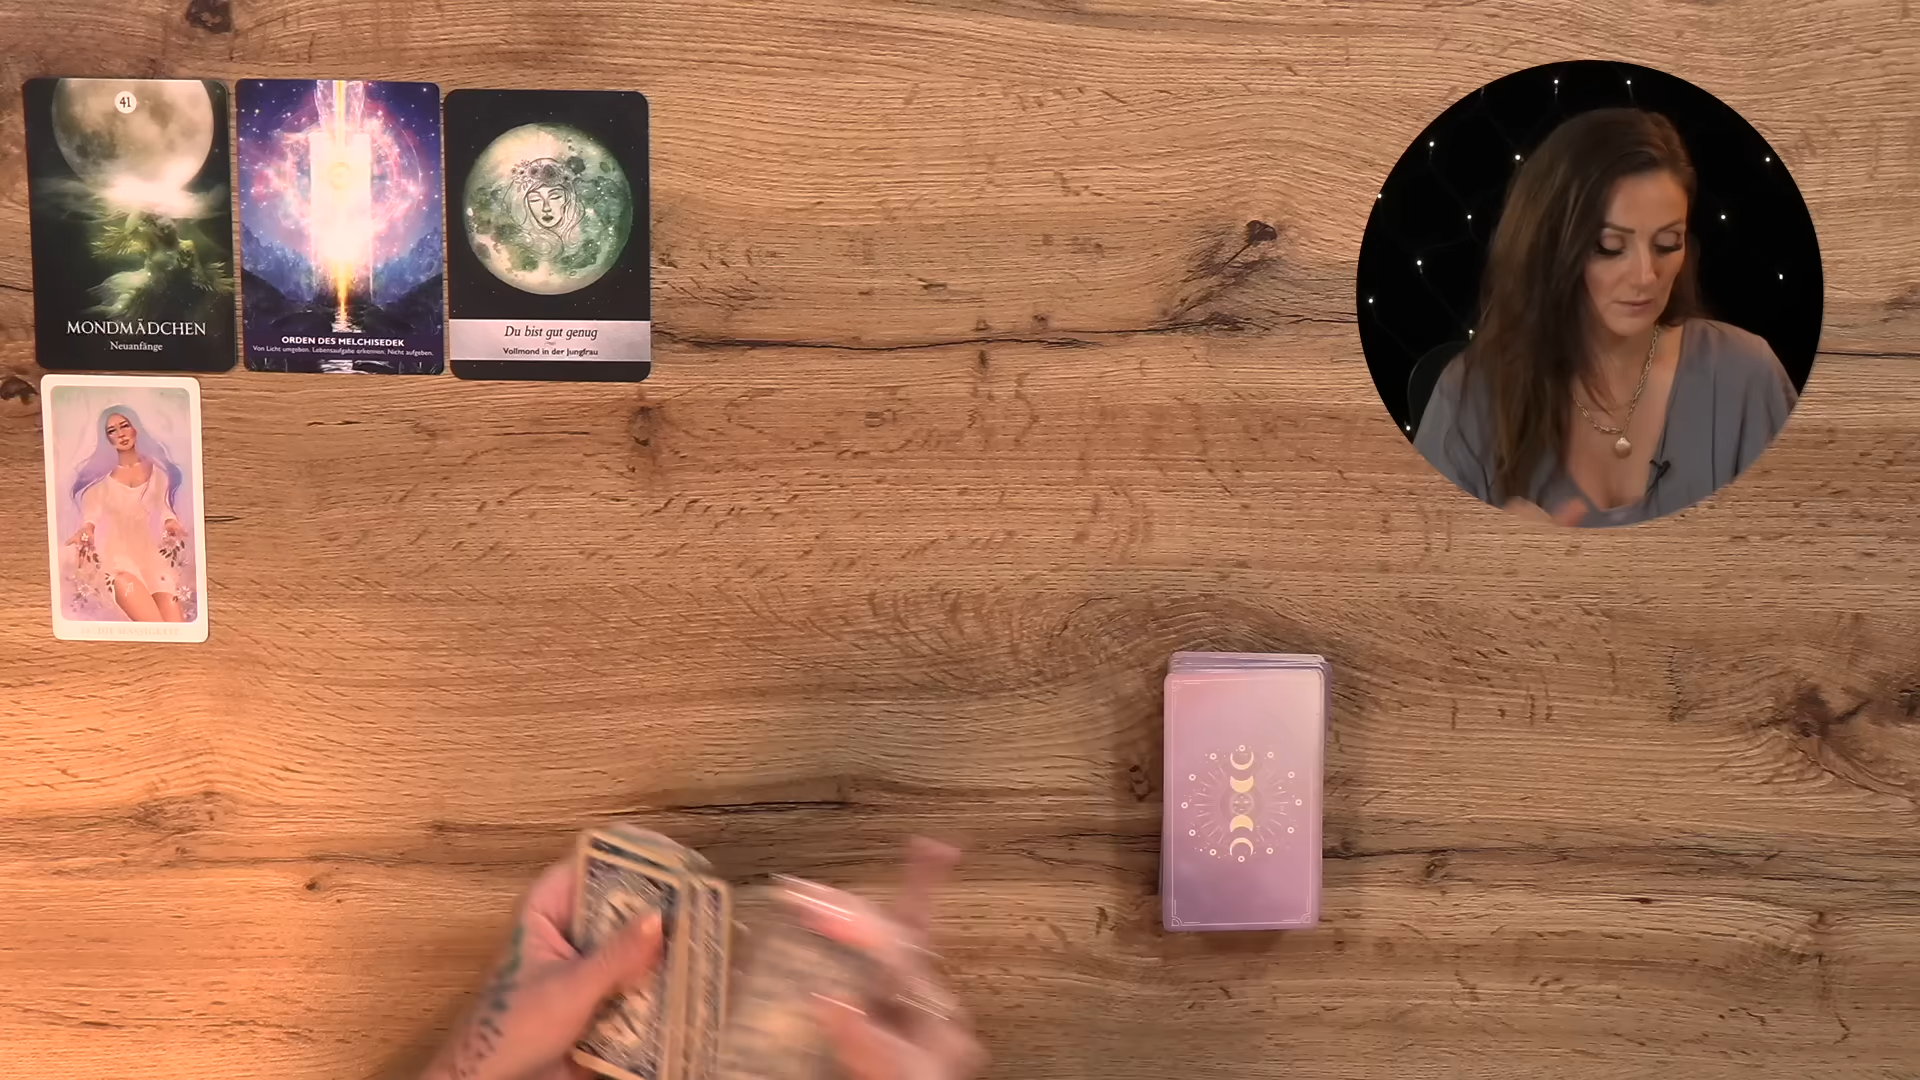 41
MONDMÄDCHEN
Neuanfänge
ORDEN DES MELCHISEDEK
Von Licht umgeben. Lebensaufgabe erkennen. Nicht aufgeben.
Du bist gut genug
Vollmond in der Jungfrau